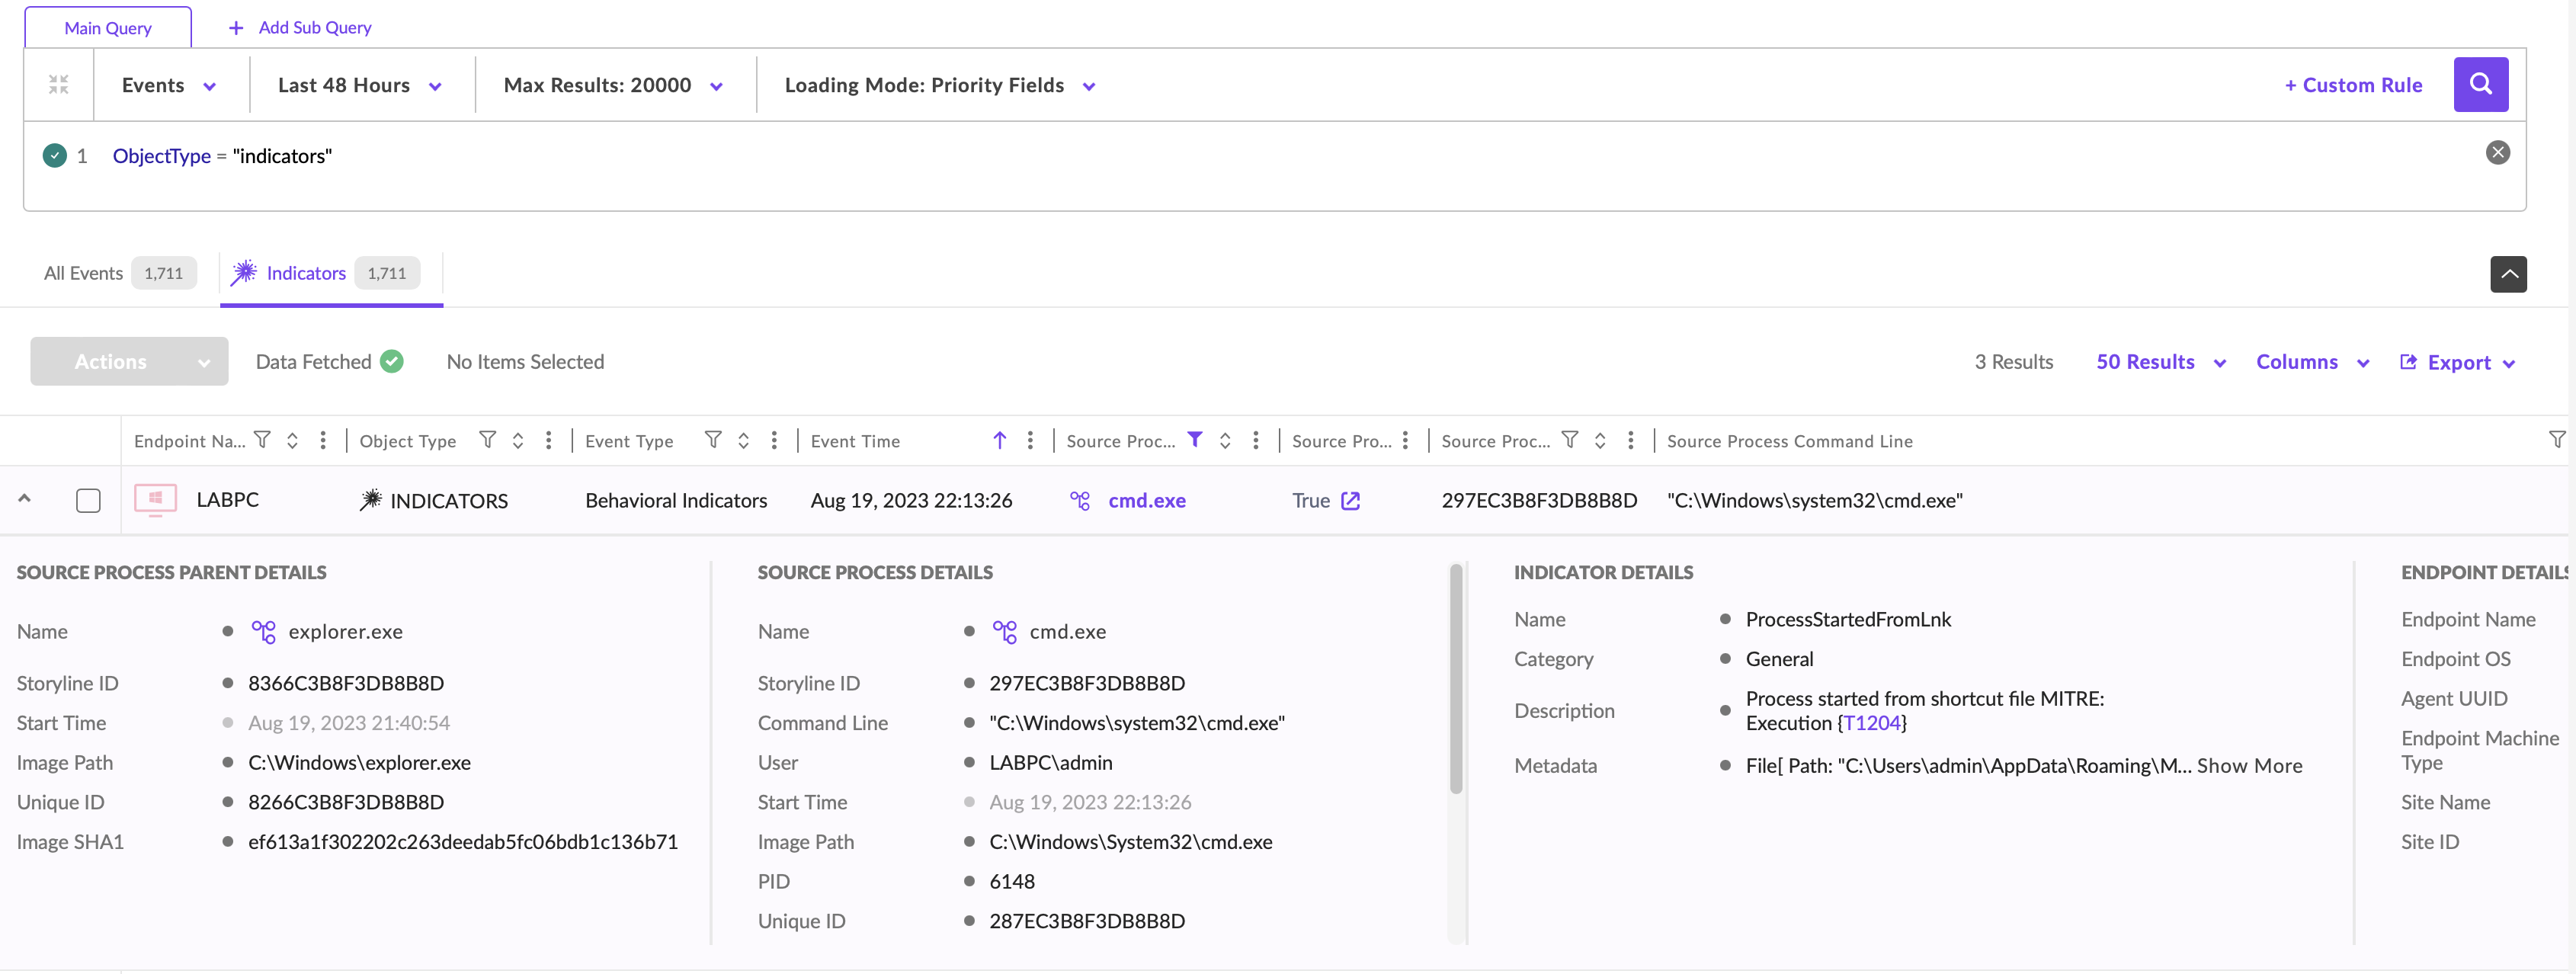 Main Query
+ Add Sub Query
Events
Last 48 Hours
Max Results: 20000
Loading Mode: Priority Fields
+ Custom Rule
1 ObjectType = "indicators"
All Events 1,711
Indicators 1,711
Actions
Data Fetched
No Items Selected
3 Results
50 Results
Columns
Export
Endpoint Na...
Object Type
Event Type
Event Time
Source Proc...
Source Pro...
Source Proc...
Source Process Command Line
LABPC
INDICATORS
Behavioral Indicators
Aug 19, 2023 22:13:26
cmd.exe
True
297EC3B8F3DB8B8D
"C:\Windows\system32\cmd.exe"
SOURCE PROCESS PARENT DETAILS
Name • explorer.exe
Storyline ID • 8366C3B8F3DB8B8D
Start Time • Aug 19, 2023 21:40:54
Image Path • C:\Windows\explorer.exe
Unique ID • 8266C3B8F3DB8B8D
Image SHA1 • ef613a1f302202c263deedab5fc06bdb1c136b71
SOURCE PROCESS DETAILS
Name • cmd.exe
Storyline ID • 297EC3B8F3DB8B8D
Command Line • "C:\Windows\system32\cmd.exe"
User • LABPC\admin
Start Time • Aug 19, 2023 22:13:26
Image Path • C:\Windows\System32\cmd.exe
PID • 6148
Unique ID • 287EC3B8F3DB8B8D
INDICATOR DETAILS
Name • ProcessStartedFromLnk
Category • General
Description • Process started from shortcut file MITRE:
Execution {T1204}
Metadata • File[ Path: "C:\Users\admin\AppData\Roaming\M... Show More
ENDPOINT DETAILS
Endpoint Name
Endpoint OS
Agent UUID
Endpoint Machine
Type
Site Name
Site ID